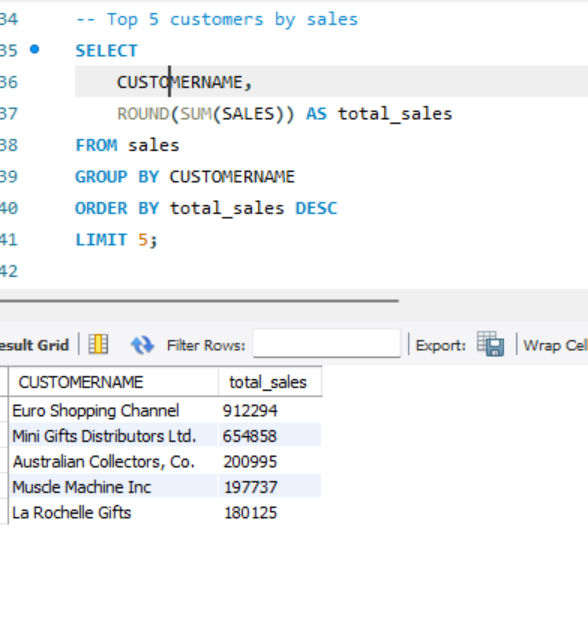 34 -- Top 5 customers by sales
35 SELECT
36 CUSTOMERNAME,
37 ROUND(SUM(SALES)) AS total_sales
38 FROM sales
39 GROUP BY CUSTOMERNAME
40 ORDER BY total_sales DESC
41 LIMIT 5;
42
esult Grid Filter Rows: Export: Wrap Cel
CUSTOMERNAME total_sales
Euro Shopping Channel 912294
Mini Gifts Distributors Ltd. 654858
Australian Collectors, Co. 200995
Muscle Machine Inc 197737
La Rochelle Gifts 180125